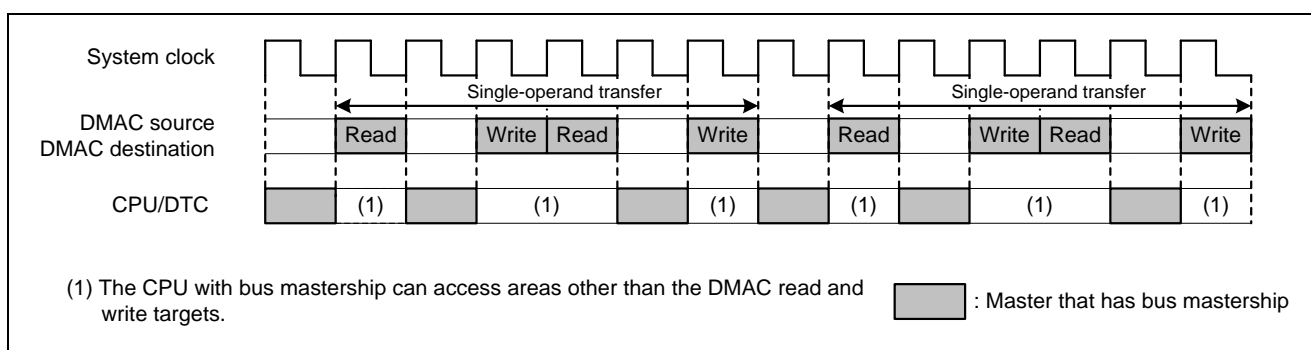 System clock
Single-operand transfer Single-operand transfer
DMAC source
DMAC destination
Read Write Read Write Read Write Read Write
CPU/DTC
(1) (1) (1) (1) (1) (1)
(1) The CPU with bus mastership can access areas other than the DMAC read and
write targets.
: Master that has bus mastership